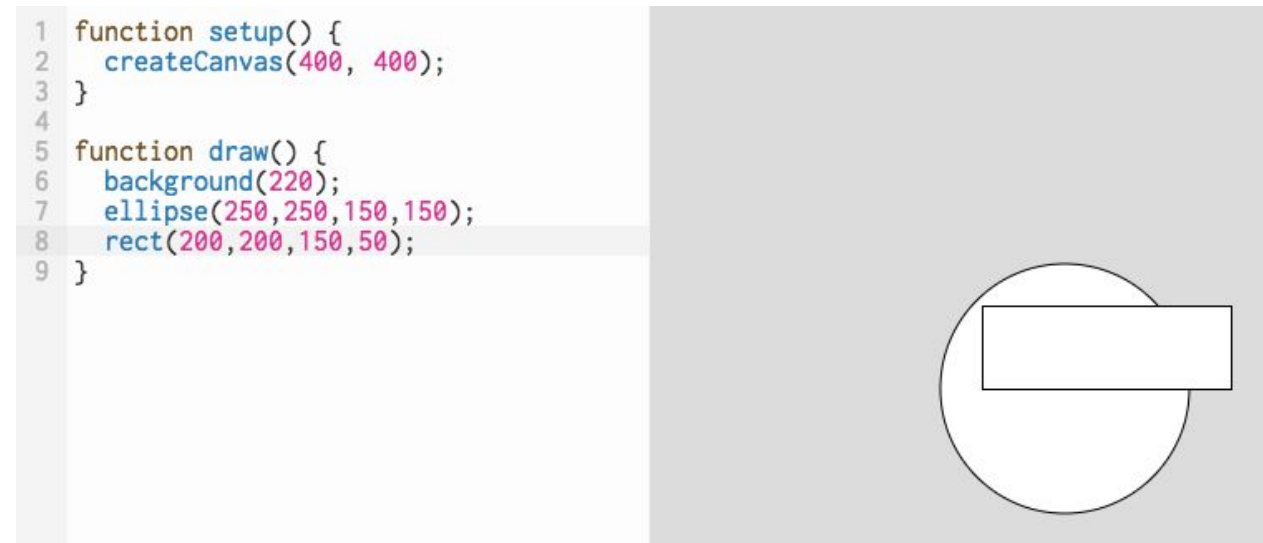 1 function setup() {
2   createCanvas(400, 400);
3 }
4
5 function draw() {
6   background(220);
7   ellipse(250,250,150,150);
8   rect(200,200,150,50);
9 }